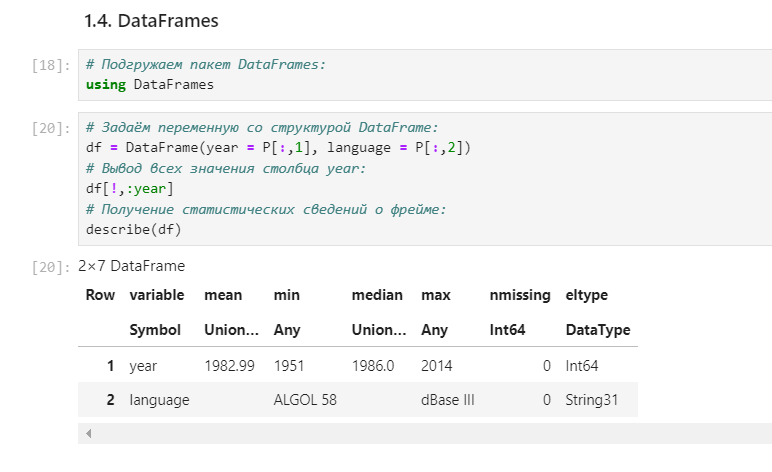 1.4. DataFrames
[18]: # Подгружаем пакет DataFrames:
using DataFrames
[20]: # Задаём переменную со структурой DataFrame:
df = DataFrame(year = P[:,1], language = P[:,2])
# Вывод всех значения столбца year:
df[!,:year]
# Получение статистических сведений о фрейме:
describe(df)
[20]: 2×7 DataFrame
Row variable mean min median max nmissing eltype
Symbol Union… Any Union… Any Int64 DataType
1 year 1982.99 1951 1986.0 2014 0 Int64
2 language ALGOL 58 dBase III 0 String31